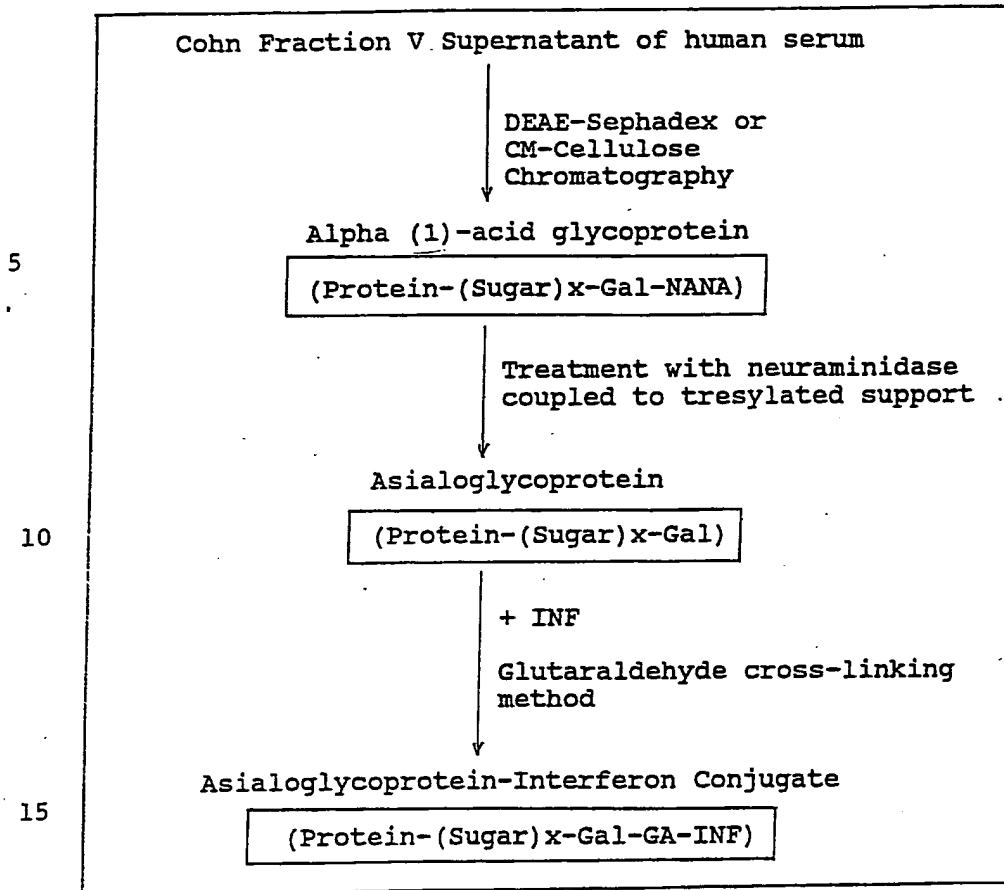 Cohn Fraction V Supernatant of human serum
DEAE-Sephadex or
CM-Cellulose
Chromatography
Alpha (1)-acid glycoprotein
5
(Protein-(Sugar)x-Gal-NANA)
Treatment with neuraminidase
coupled to tresylated support
Asialoglycoprotein
10
(Protein-(Sugar)x-Gal)
+ INF
Glutaraldehyde cross-linking
method
Asialoglycoprotein-Interferon Conjugate
15
(Protein-(Sugar)x-Gal-GA-INF)